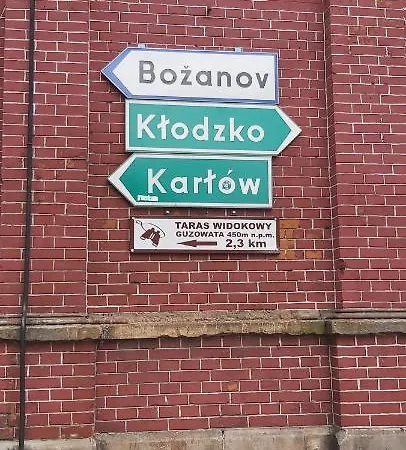 Božanov
Kłodzko
Karłów
TARAS WIDOKOWY
GUZOWATA 450m n.p.m.
2,3 km